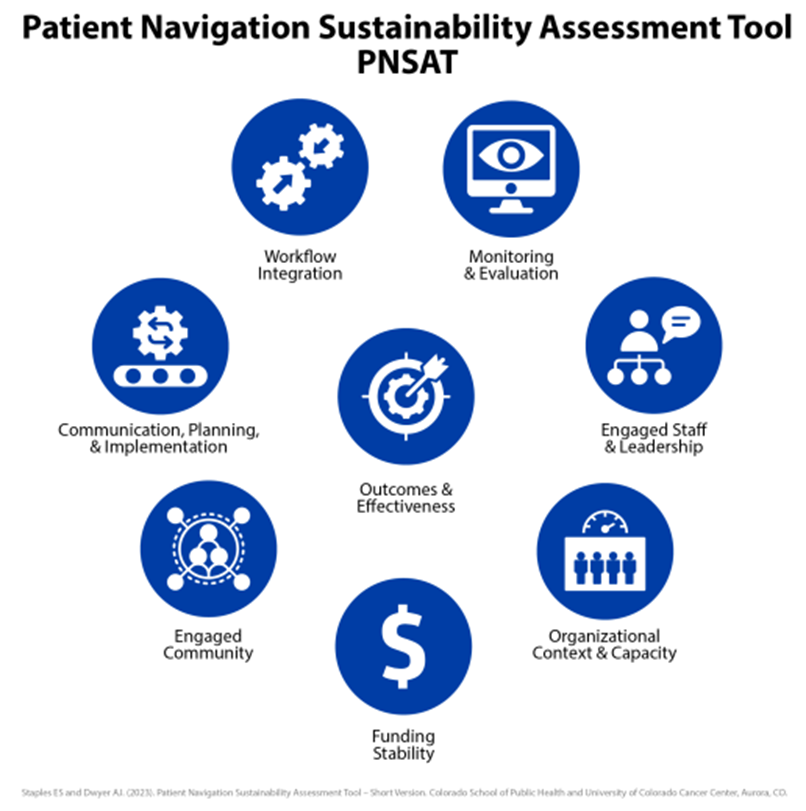 Patient Navigation Sustainability Assessment Tool
PNSAT
Workflow
Integration
Monitoring
& Evaluation
Communication, Planning,
& Implementation
Outcomes &
Effectiveness
Engaged Staff
& Leadership
Engaged
Community
$
Funding
Stability
Organizational
Context & Capacity
Staples ES and Dwyer AJ. (2023). Patient Navigation Sustainability Assessment Tool – Short Version. Colorado School of Public Health and University of Colorado Cancer Center, Aurora, CO.